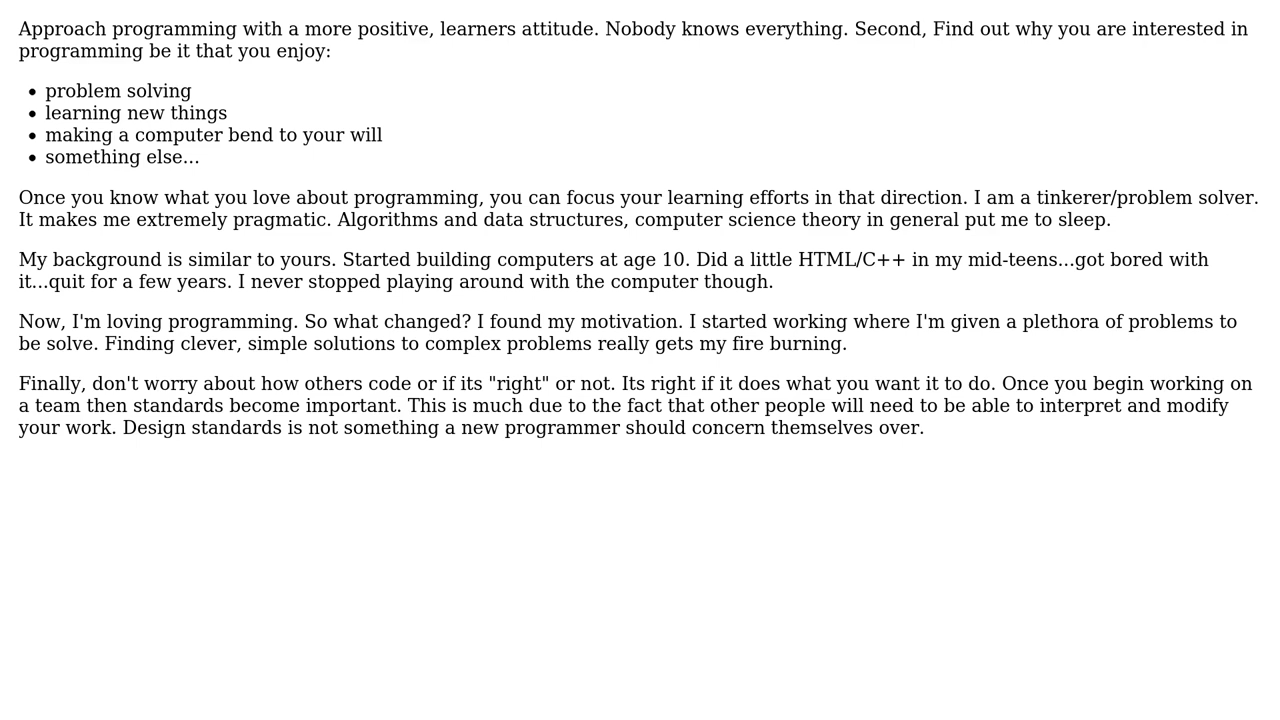 Approach programming with a more positive, learners attitude. Nobody knows everything. Second, Find out why you are interested in
programming be it that you enjoy:
• problem solving
• learning new things
• making a computer bend to your will
• something else...
Once you know what you love about programming, you can focus your learning efforts in that direction. I am a tinkerer/problem solver.
It makes me extremely pragmatic. Algorithms and data structures, computer science theory in general put me to sleep.
My background is similar to yours. Started building computers at age 10. Did a little HTML/C++ in my mid-teens...got bored with
it...quit for a few years. I never stopped playing around with the computer though.
Now, I'm loving programming. So what changed? I found my motivation. I started working where I'm given a plethora of problems to
be solve. Finding clever, simple solutions to complex problems really gets my fire burning.
Finally, don't worry about how others code or if its "right" or not. Its right if it does what you want it to do. Once you begin working on
a team then standards become important. This is much due to the fact that other people will need to be able to interpret and modify
your work. Design standards is not something a new programmer should concern themselves over.